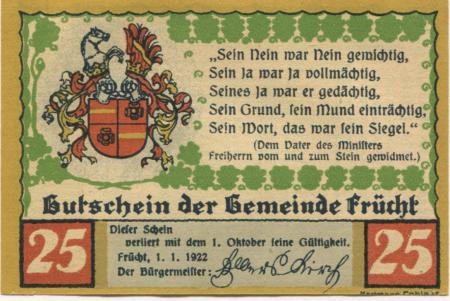 „Sein Nein war Nein gewichtig,
Sein Ja war Ja vollmächtig,
Seines Ja war er gedächtig,
Sein Grund, sein Mund einträchtig,
Sein Wort, das war sein Siegel.“
(Dem Vater des Ministers
Freiherrn vom und zum Stein gewidmet.)
Gutschein der Gemeinde Frücht
25
Dieser Schein
verliert mit dem 1. Oktober seine Gültigkeit.
Frücht, 1. 1. 1922
Der Bürgermeister:
25